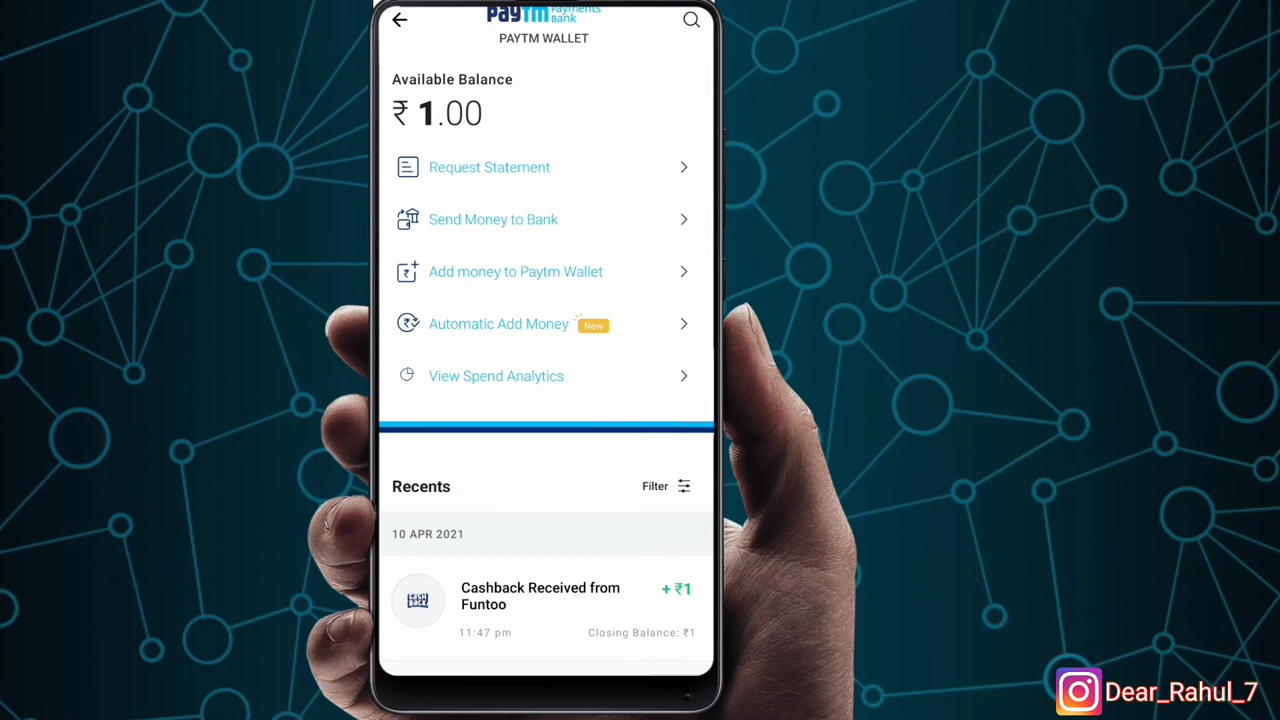 Paytm Payments
Bank
PAYTM WALLET
Available Balance
₹ 1.00
Request Statement
Send Money to Bank
Add money to Paytm Wallet
Automatic Add Money New
View Spend Analytics
Recents
Filter
10 APR 2021
CASH
BACK
Cashback Received from
Funtoo
+ ₹1
11:47 pm
Closing Balance: ₹1
Dear_Rahul_7